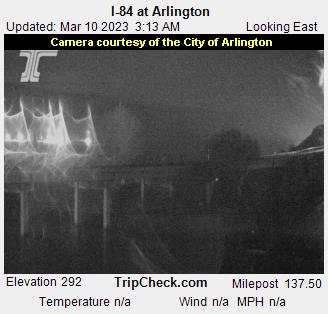 I-84 at Arlington
Updated: Mar 10 2023 3:13 AM Looking East
Camera courtesy of the City of Arlington
Elevation 292 TripCheck.com Milepost 137.50
Temperature n/a Wind n/a MPH n/a